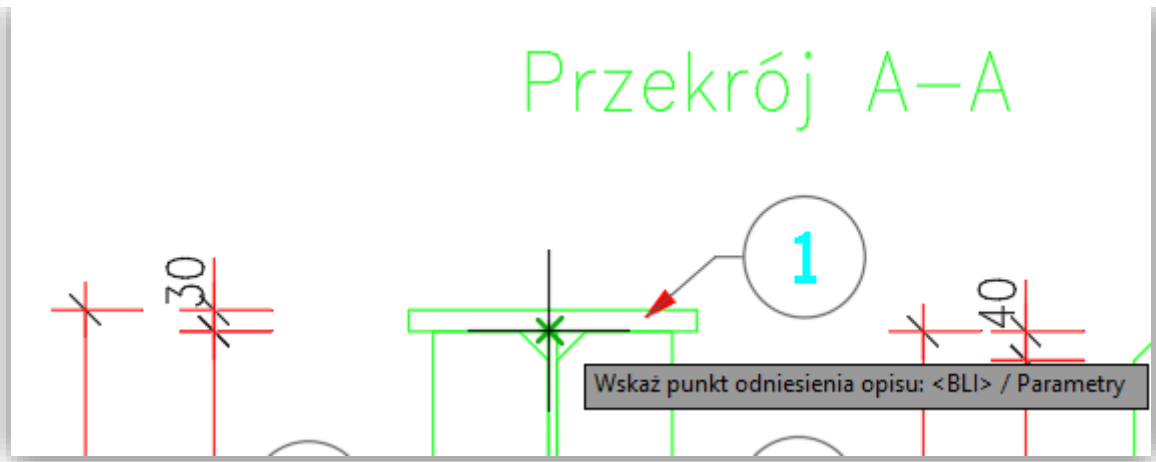 Przekrój A-A
1
30
40
Wskaż punkt odniesienia opisu: <BLI> / Parametry